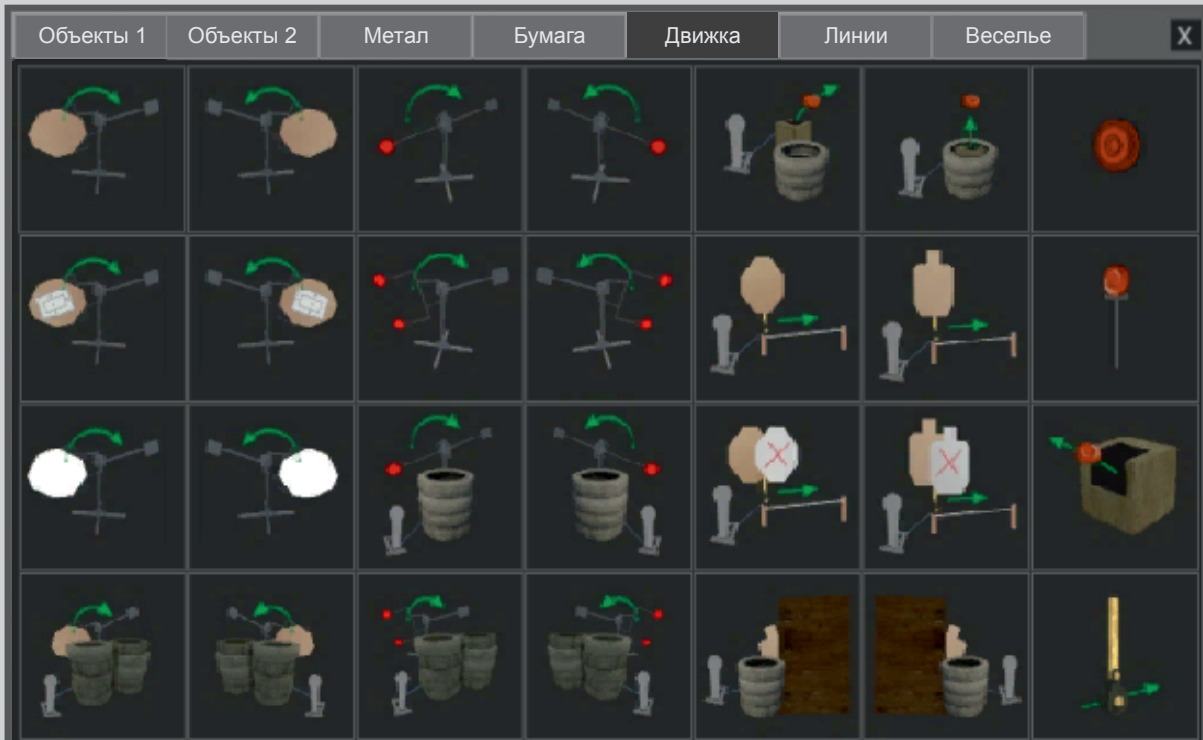 Объекты 1
Объекты 2
Метал
Бумага
Движка
Линии
Веселье
X